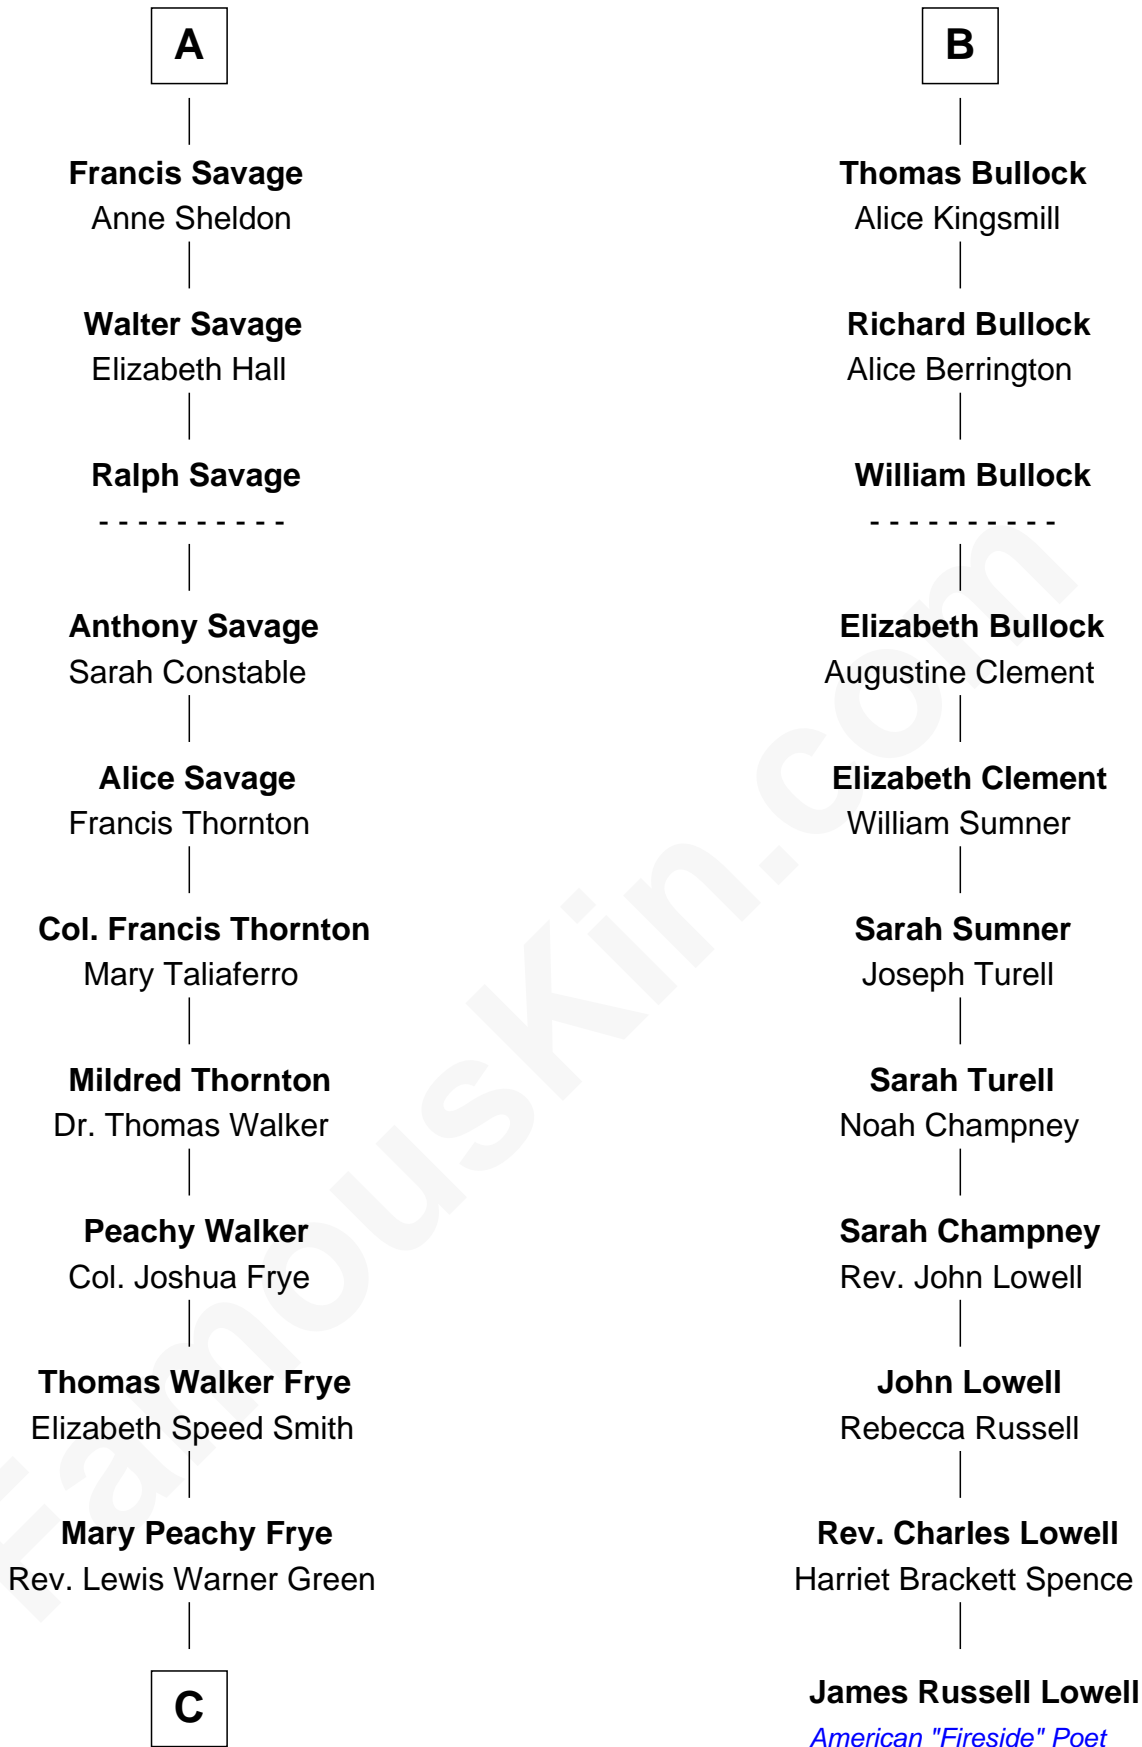 A
Francis Savage
Anne Sheldon
Walter Savage
Elizabeth Hall
Ralph Savage
- - - - - - - - - -
Anthony Savage
Sarah Constable
Alice Savage
Francis Thornton
Col. Francis Thornton
Mary Taliaferro
Mildred Thornton
Dr. Thomas Walker
Peachy Walker
Col. Joshua Frye
Thomas Walker Frye
Elizabeth Speed Smith
Mary Peachy Frye
Rev. Lewis Warner Green
C
B
Thomas Bullock
Alice Kingsmill
Richard Bullock
Alice Berrington
William Bullock
- - - - - - - - - -
Elizabeth Bullock
Augustine Clement
Elizabeth Clement
William Sumner
Sarah Sumner
Joseph Turell
Sarah Turell
Noah Champney
Sarah Champney
Rev. John Lowell
John Lowell
Rebecca Russell
Rev. Charles Lowell
Harriet Brackett Spence
James Russell Lowell
American "Fireside" Poet
FamousKin.com